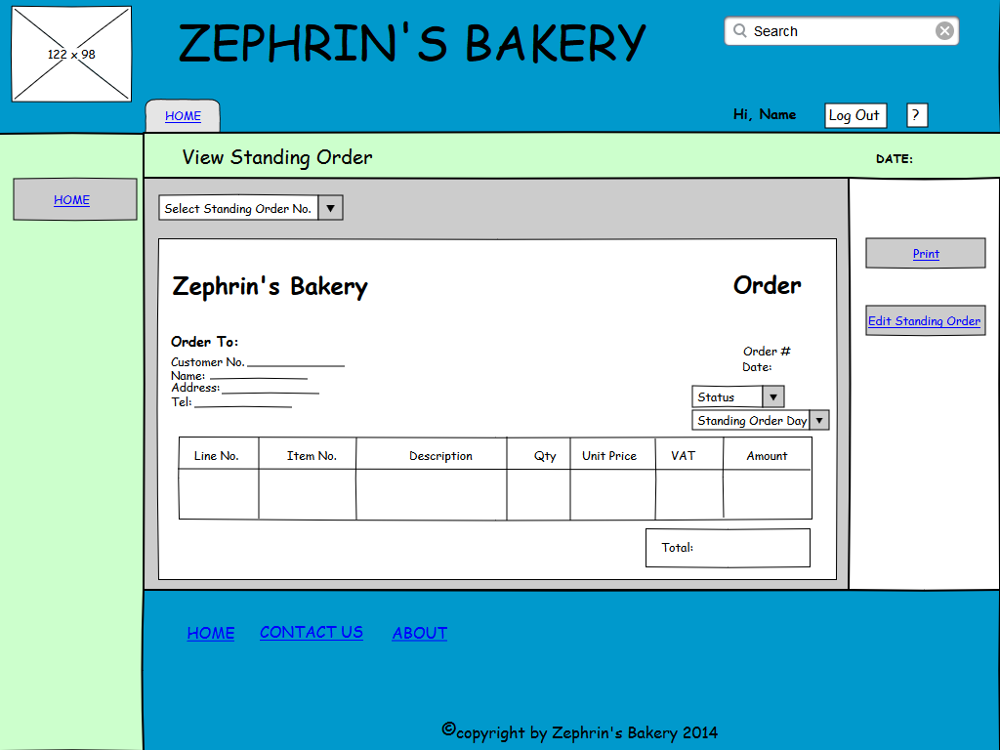 122 x 98
ZEPHRIN'S BAKERY
Search
HOME
Hi, Name
Log Out
?
View Standing Order
DATE:
HOME
Select Standing Order No.
Print
Edit Standing Order
Zephrin's Bakery
Order
Order To:
Customer No.
Name:
Address:
Tel:
Order #
Date:
Status
Standing Order Day
Line No. Item No. Description Qty Unit Price VAT Amount
Total:
HOME CONTACT US ABOUT
©copyright by Zephrin's Bakery 2014